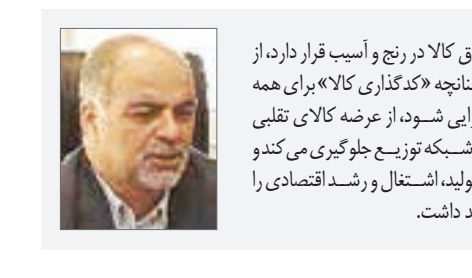 ق کالا در رنج و آسیب قرار دارد، از
نانچه «کدگذاری کالا» برای همه
رایی شود، از عرضه کالای تقلبی
شبکه توزیع جلوگیری می‌کند و
ولید، اشتغال و رشد اقتصادی را
د داشت.